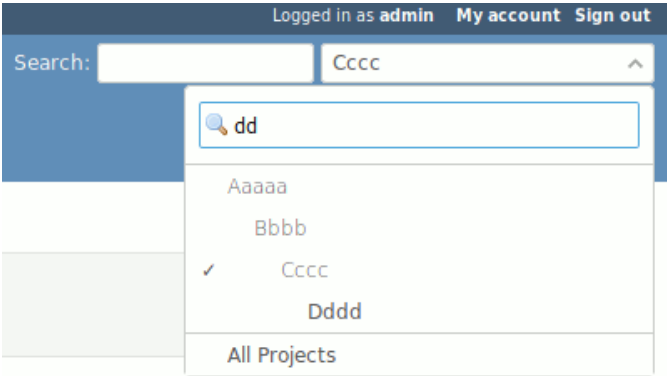 Logged in as admin My account Sign out
Search: Cccc
dd
Aaaaa
Bbbb
✓ Cccc
Dddd
All Projects